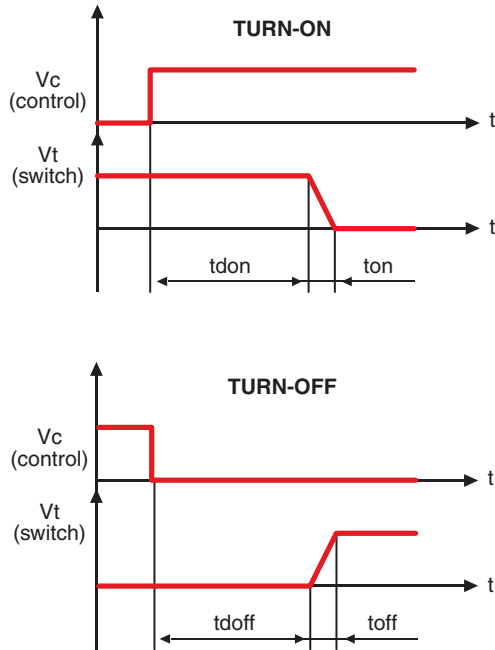 TURN-ON
Vc
(control)
t
Vt
(switch)
t
tdon
ton
TURN-OFF
Vc
(control)
t
Vt
(switch)
t
tdoff
toff